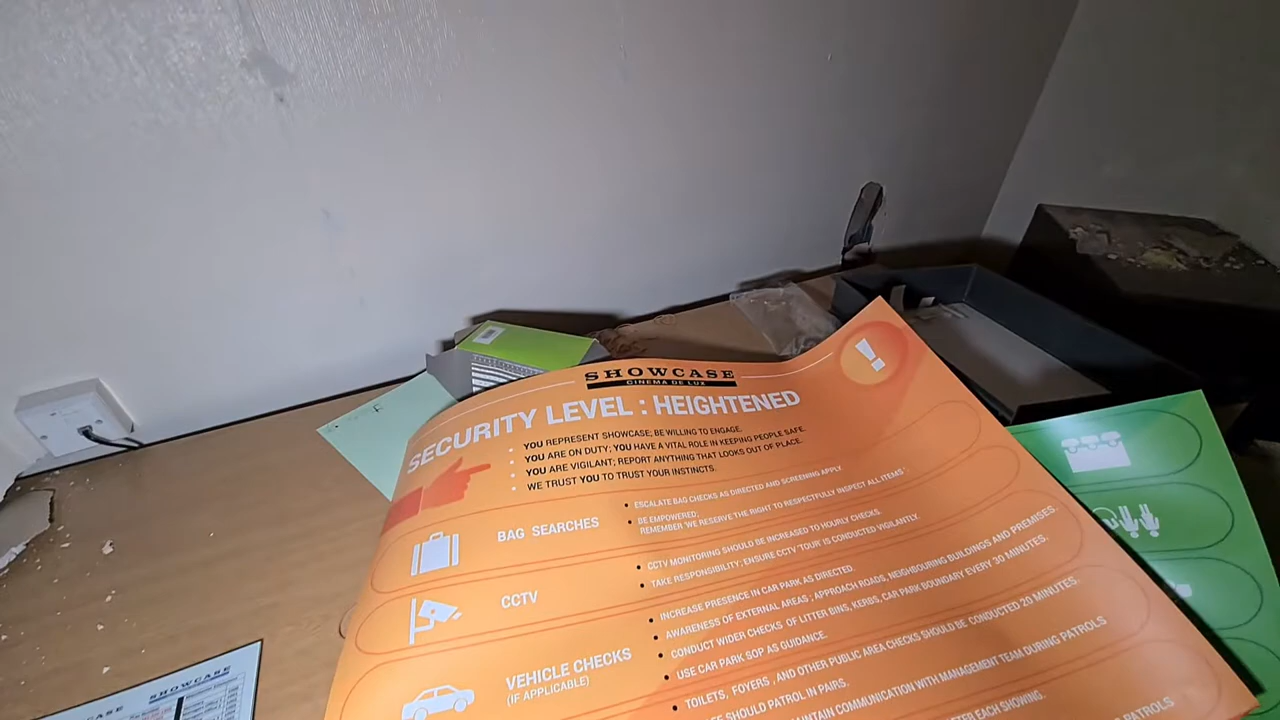 SHOWCASE
CINEMA DE LUX
SECURITY LEVEL : HEIGHTENED
YOU REPRESENT SHOWCASE; BE WILLING TO ENGAGE.
YOU ARE ON DUTY; YOU HAVE A VITAL ROLE IN KEEPING PEOPLE SAFE.
YOU ARE VIGILANT; REPORT ANYTHING THAT LOOKS OUT OF PLACE.
WE TRUST YOU TO TRUST YOUR INSTINCTS.
BAG SEARCHES
ESCALATE BAG CHECKS AS DIRECTED AND SCREENING APPLY.
BE EMPOWERED;
REMEMBER 'WE RESERVE THE RIGHT TO RESPECTFULLY INSPECT ALL ITEMS'.
CCTV
CCTV MONITORING SHOULD BE INCREASED TO HOURLY CHECKS.
TAKE RESPONSIBILITY; ENSURE CCTV 'TOUR' IS CONDUCTED VIGILANTLY.
VEHICLE CHECKS
(IF APPLICABLE)
INCREASE PRESENCE IN CAR PARK AS DIRECTED.
AWARENESS OF EXTERNAL AREAS ; APPROACH ROADS, NEIGHBOURING BUILDINGS AND PREMISES.
CONDUCT WIDER CHECKS OF LITTER BINS, KERBS, CAR PARK BOUNDARY EVERY 30 MINUTES.
USE CAR PARK SOP AS GUIDANCE.
TOILETS, FOYERS ,AND OTHER PUBLIC AREA CHECKS SHOULD BE CONDUCTED 20 MINUTES.
SHOULD PATROL IN PAIRS.
MAINTAIN COMMUNICATION WITH MANAGEMENT TEAM DURING PATROLS
EACH SHOWING.
PATROLS
SHOWCASE